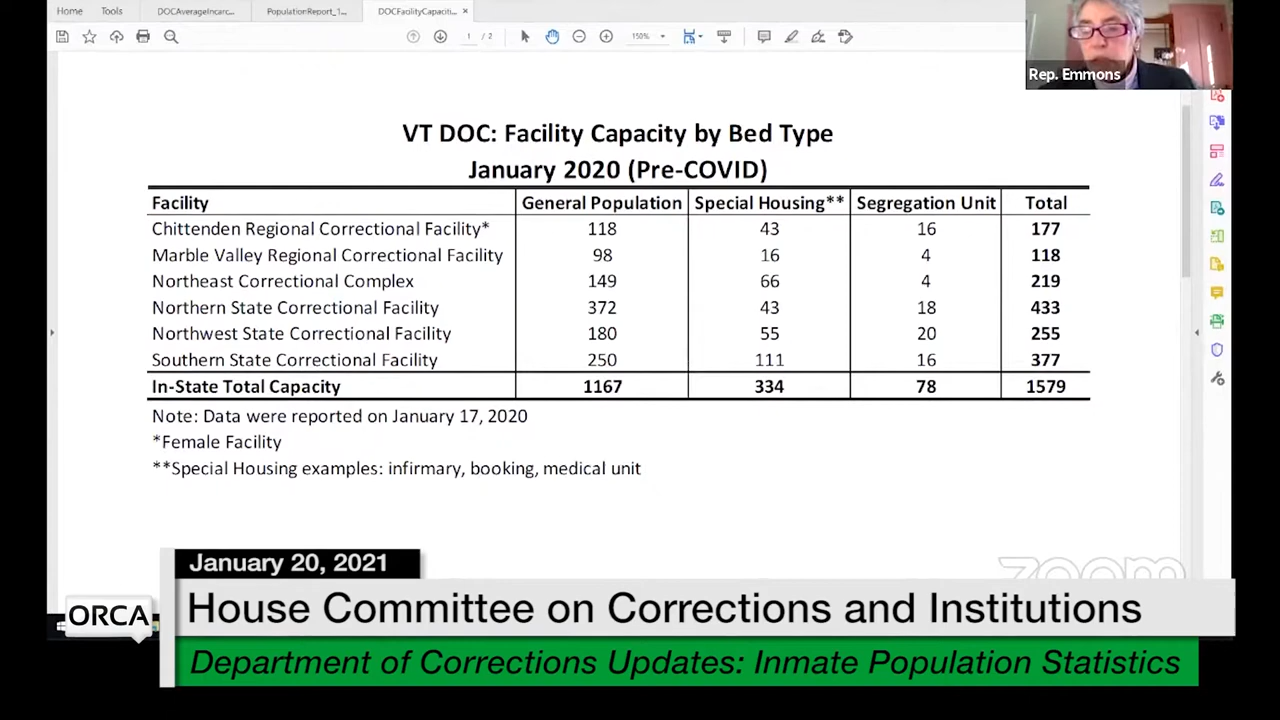 Home Tools DOCAverageIncarc... PopulationReport_1... DOCFacilityCapaciti... ×
1 / 2 150%
Rep. Emmons
VT DOC: Facility Capacity by Bed Type
January 2020 (Pre-COVID)
Facility General Population Special Housing** Segregation Unit Total
Chittenden Regional Correctional Facility* 118 43 16 177
Marble Valley Regional Correctional Facility 98 16 4 118
Northeast Correctional Complex 149 66 4 219
Northern State Correctional Facility 372 43 18 433
Northwest State Correctional Facility 180 55 20 255
Southern State Correctional Facility 250 111 16 377
In-State Total Capacity 1167 334 78 1579
Note: Data were reported on January 17, 2020
*Female Facility
**Special Housing examples: infirmary, booking, medical unit
zoom
January 20, 2021
ORCA
House Committee on Corrections and Institutions
Department of Corrections Updates: Inmate Population Statistics